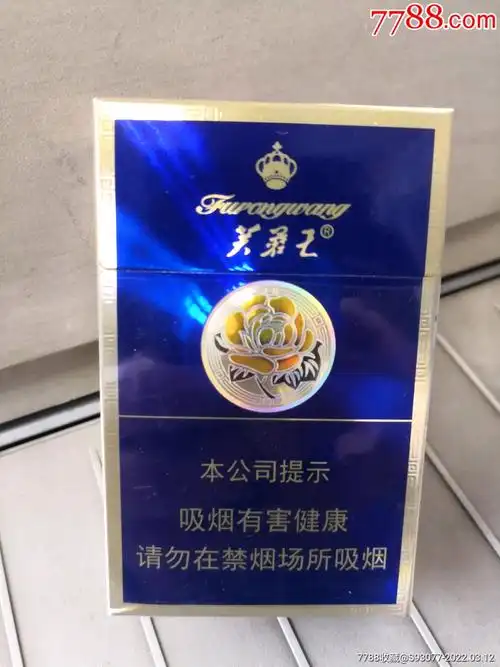 7788.com
Furongwang
芙蓉王®
本公司提示
吸烟有害健康
请勿在禁烟场所吸烟
7788收藏@S93077-2022.03.12